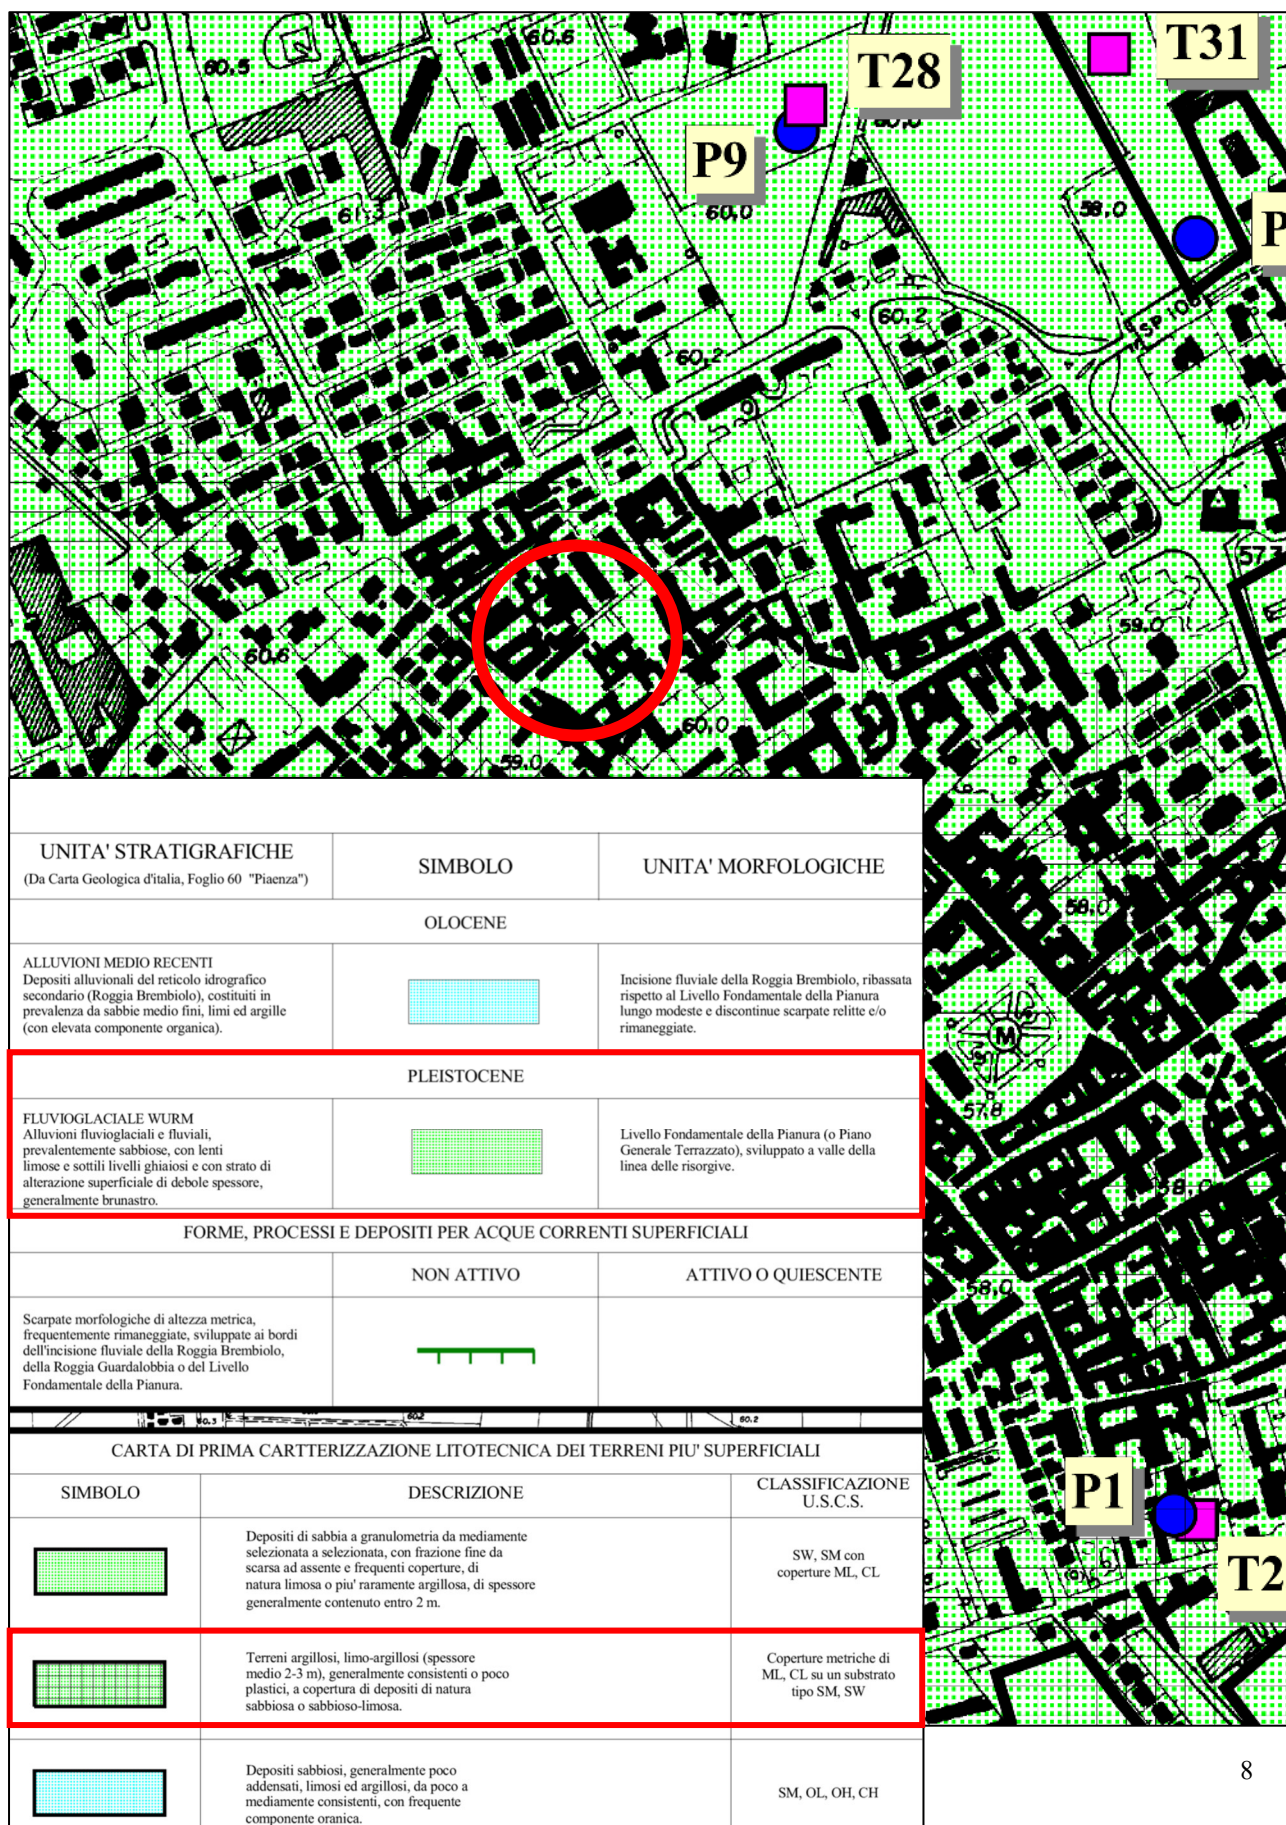 60.6
T31
60.5
T28
60.0
P9
61.3
60.0
58.0
P
SP 10
60.2
60.2
57.
59.0
60.6
60.0
59.0
UNITA' STRATIGRAFICHE
(Da Carta Geologica d'italia, Foglio 60 "Piaenza")
SIMBOLO
UNITA' MORFOLOGICHE
OLOCENE
ALLUVIONI MEDIO RECENTI
Depositi alluvionali del reticolo idrografico
secondario (Roggia Brembiolo), costituiti in
prevalenza da sabbie medio fini, limi ed argille
(con elevata componente organica).
Incisione fluviale della Roggia Brembiolo, ribassata
rispetto al Livello Fondamentale della Pianura
lungo modeste e discontinue scarpate relitte e/o
rimaneggiate.
58.0
PLEISTOCENE
M
57.8
FLUVIOGLACIALE WURM
Alluvioni fluvioglaciali e fluviali,
prevalentemente sabbiose, con lenti
limose e sottili livelli ghiaiosi e con strato di
alterazione superficiale di debole spessore,
generalmente brunastro.
Livello Fondamentale della Pianura (o Piano
Generale Terrazzato), sviluppato a valle della
linea delle risorgive.
58.0
FORME, PROCESSI E DEPOSITI PER ACQUE CORRENTI SUPERFICIALI
NON ATTIVO
ATTIVO O QUIESCENTE
58.0
Scarpate morfologiche di altezza metrica,
frequentemente rimaneggiate, sviluppate ai bordi
dell'incisione fluviale della Roggia Brembiolo,
della Roggia Guardalobbia o del Livello
Fondamentale della Pianura.
60.3
60.2
60.2
CARTA DI PRIMA CARTTERIZZAZIONE LITOTECNICA DEI TERRENI PIU' SUPERFICIALI
SIMBOLO
DESCRIZIONE
CLASSIFICAZIONE
U.S.C.S.
P1
Depositi di sabbia a granulometria da mediamente
selezionata a selezionata, con frazione fine da
scarsa ad assente e frequenti coperture, di
natura limosa o piu' raramente argillosa, di spessore
generalmente contenuto entro 2 m.
SW, SM con
coperture ML, CL
T2
Terreni argillosi, limo-argillosi (spessore
medio 2-3 m), generalmente consistenti o poco
plastici, a copertura di depositi di natura
sabbiosa o sabbioso-limosa.
Coperture metriche di
ML, CL su un substrato
tipo SM, SW
Depositi sabbiosi, generalmente poco
addensati, limosi ed argillosi, da poco a
mediamente consistenti, con frequente
componente oranica.
SM, OL, OH, CH
8